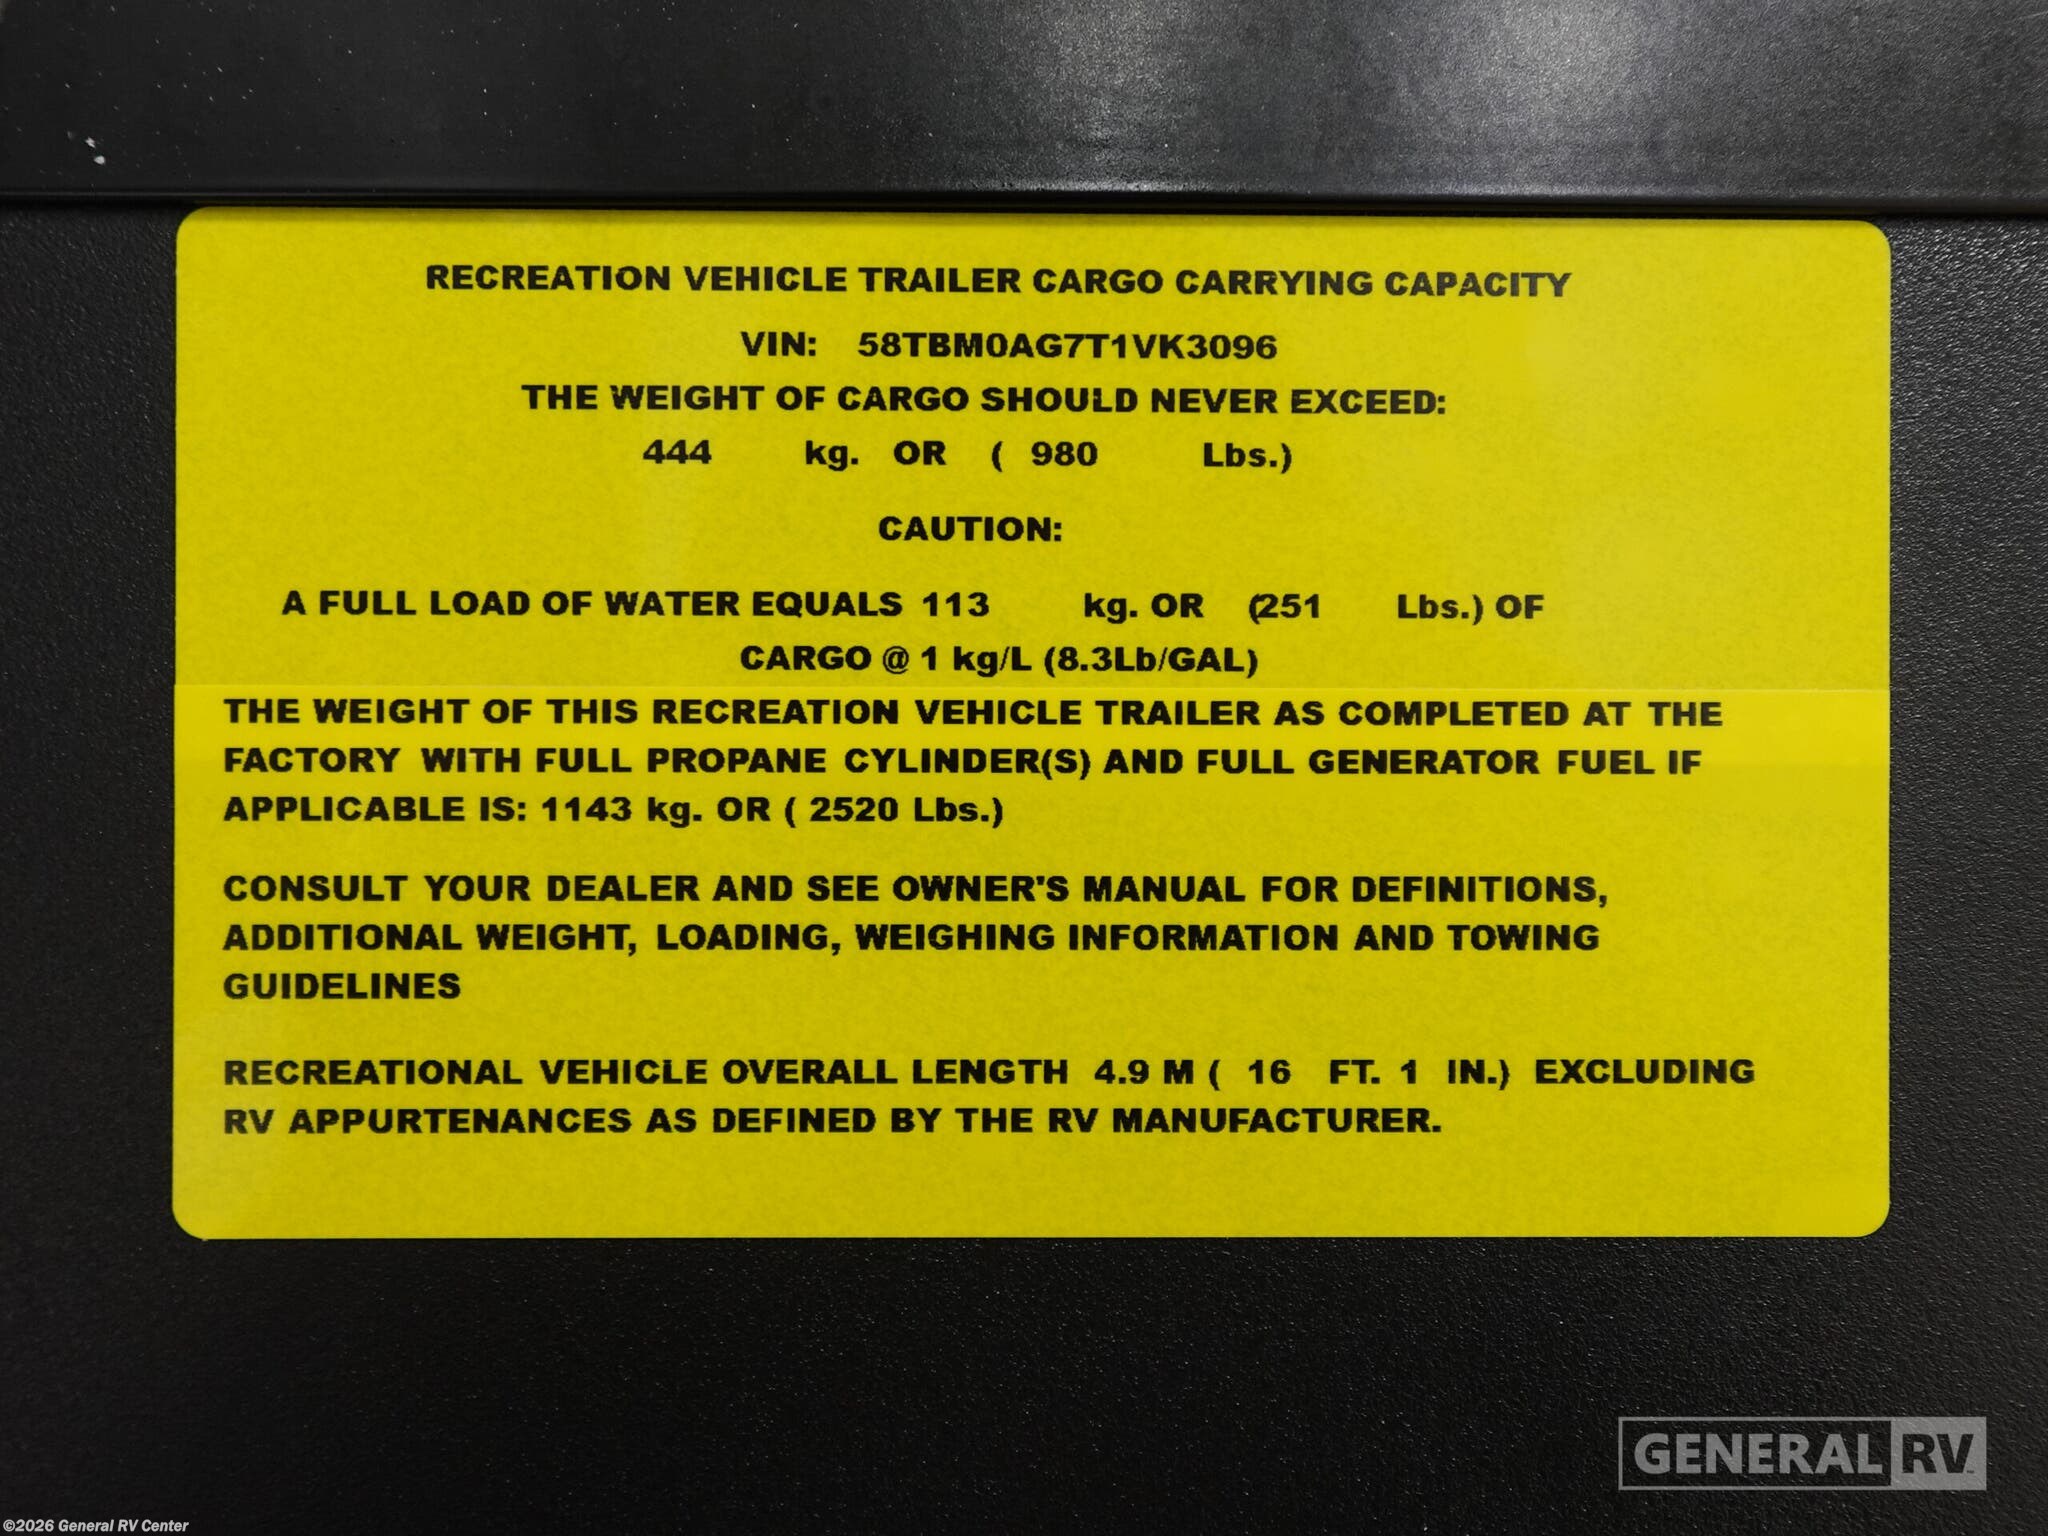 RECREATION VEHICLE TRAILER CARGO CARRYING CAPACITY
VIN: 58TBM0AG7T1VK3096
THE WEIGHT OF CARGO SHOULD NEVER EXCEED:
444 kg. OR ( 980 Lbs.)
CAUTION:
A FULL LOAD OF WATER EQUALS 113 kg. OR (251 Lbs.) OF
CARGO @ 1 kg/L (8.3Lb/GAL)
THE WEIGHT OF THIS RECREATION VEHICLE TRAILER AS COMPLETED AT THE
FACTORY WITH FULL PROPANE CYLINDER(S) AND FULL GENERATOR FUEL IF
APPLICABLE IS: 1143 kg. OR ( 2520 Lbs.)
CONSULT YOUR DEALER AND SEE OWNER'S MANUAL FOR DEFINITIONS,
ADDITIONAL WEIGHT, LOADING, WEIGHING INFORMATION AND TOWING
GUIDELINES
RECREATIONAL VEHICLE OVERALL LENGTH 4.9 M ( 16 FT. 1 IN.) EXCLUDING
RV APPURTENANCES AS DEFINED BY THE RV MANUFACTURER.
GENERAL RV
©2026 General RV Center